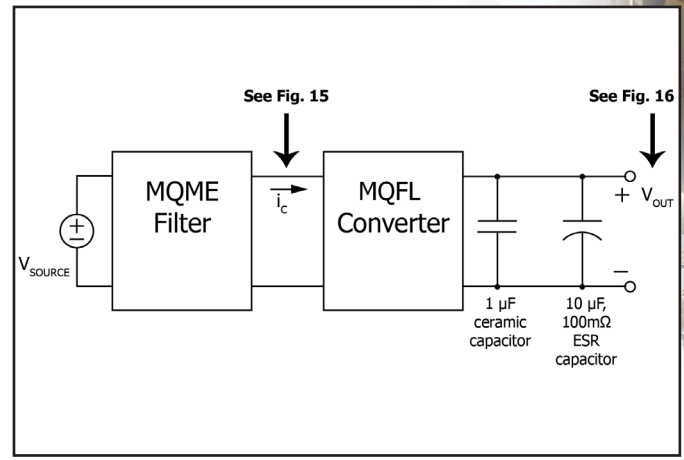 See Fig. 15
See Fig. 16
MQME
Filter
MQFL
Converter
i_C
+
V_OUT
+
−
V_SOURCE
−
1 µF
ceramic
capacitor
10 µF,
100mΩ
ESR
capacitor